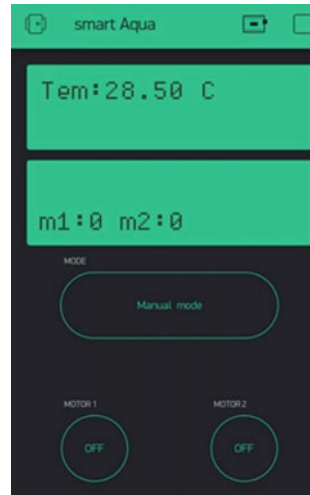 smart Aqua
Tem:28.50 C
m1:0 m2:0
MODE
Manual mode
MOTOR 1 MOTOR 2
OFF OFF